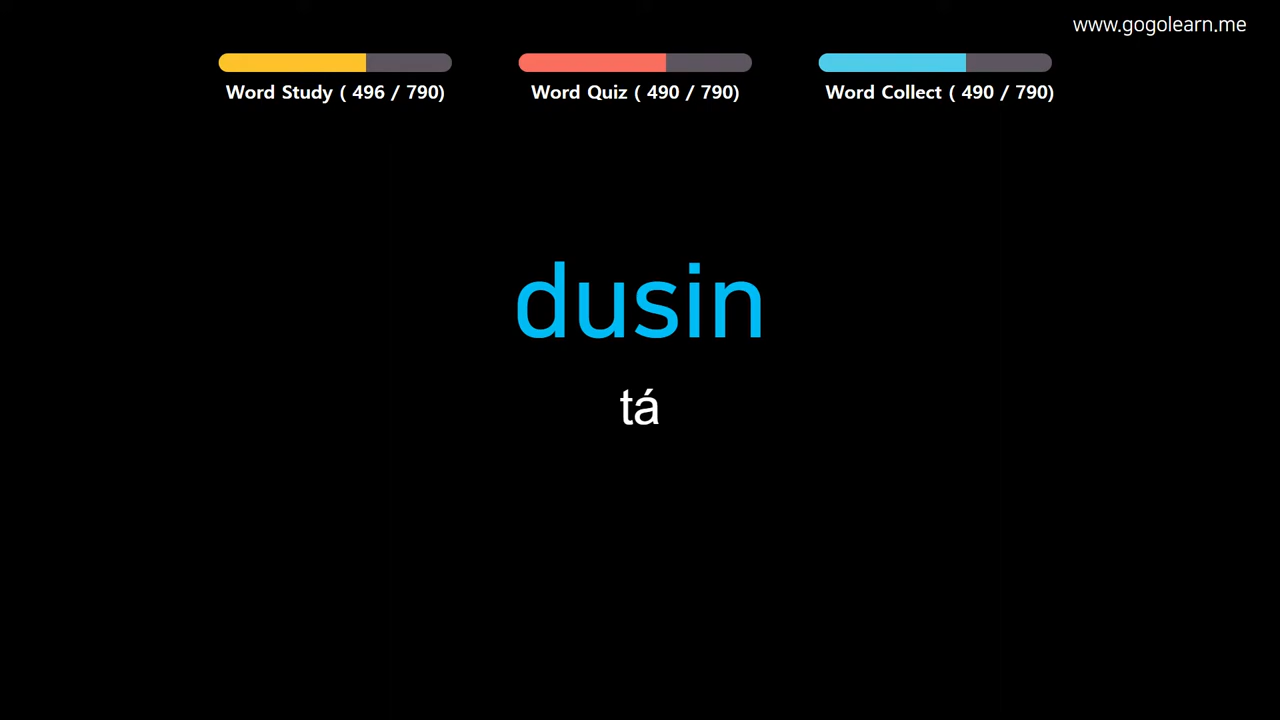 www.gogolearn.me
Word Study ( 496 / 790)
Word Quiz ( 490 / 790)
Word Collect ( 490 / 790)
dusin
tá